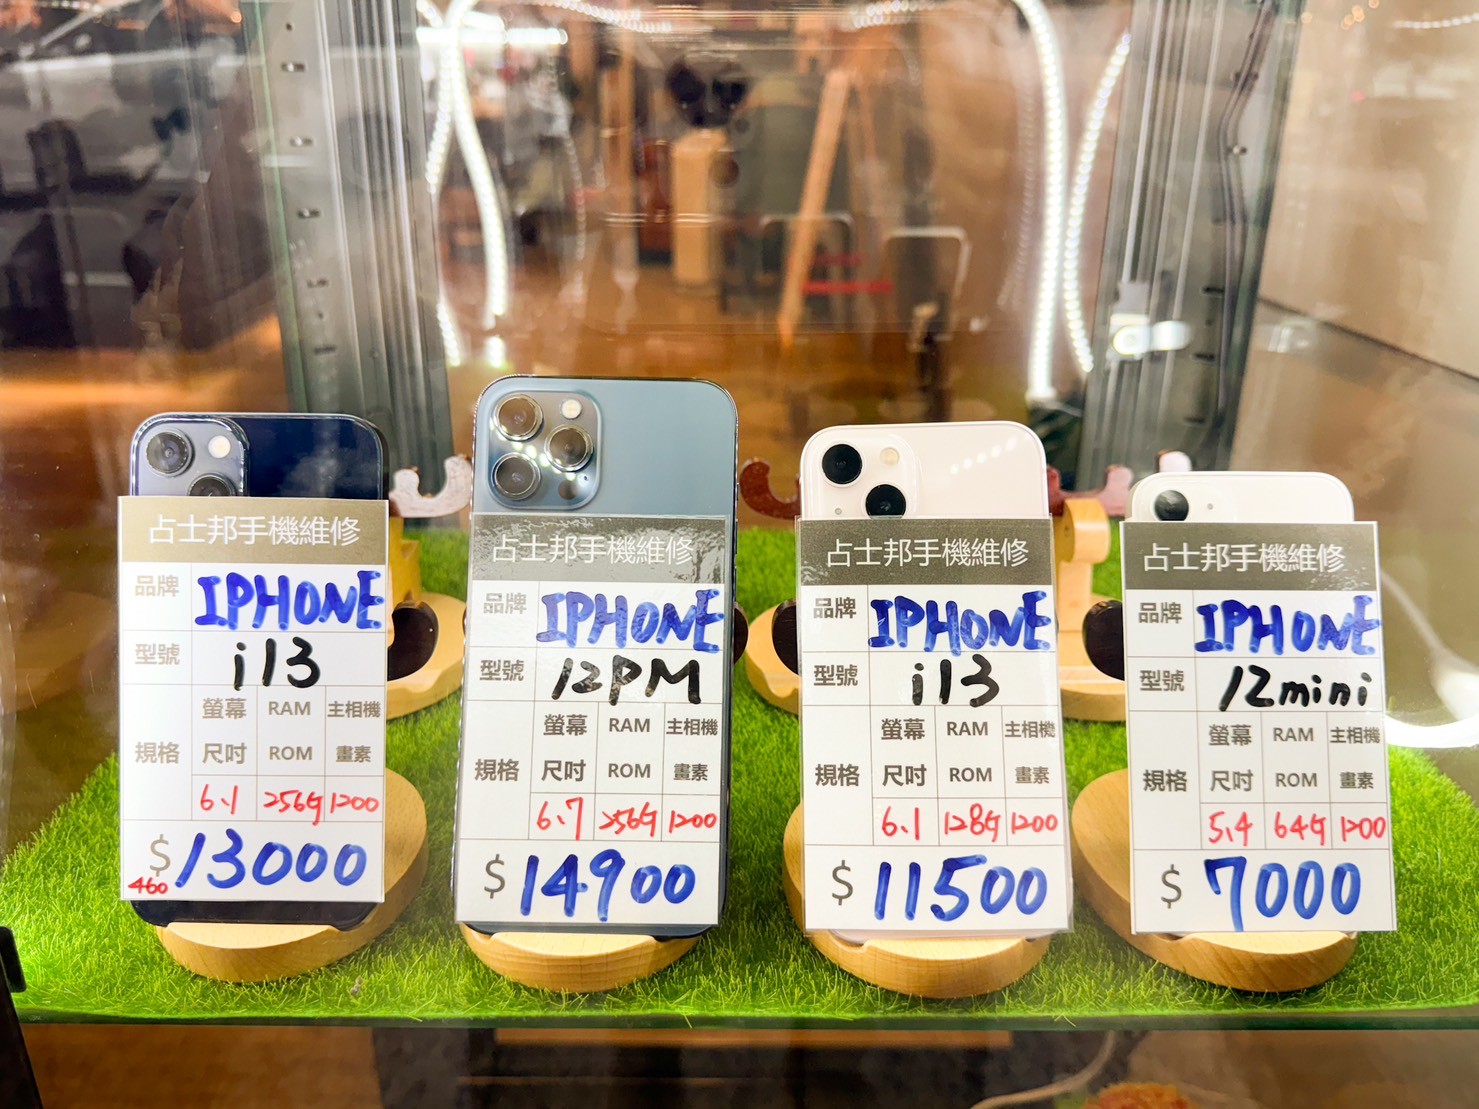 占士邦手機維修
品牌 IPHONE
型號 i13
螢幕 RAM 主相機
規格 尺吋 ROM 畫素
6.1 256G 1200
$ 13000
460
占士邦手機維修
品牌 IPHONE
型號 12PM
螢幕 RAM 主相機
規格 尺吋 ROM 畫素
6.7 256G 1200
$ 14900
占士邦手機維修
品牌 IPHONE
型號 i13
螢幕 RAM 主相機
規格 尺吋 ROM 畫素
6.1 128G 1200
$ 11500
占士邦手機維修
品牌 IPHONE
型號 12mini
螢幕 RAM 主相機
規格 尺吋 ROM 畫素
5.4 64G 1200
$ 7000